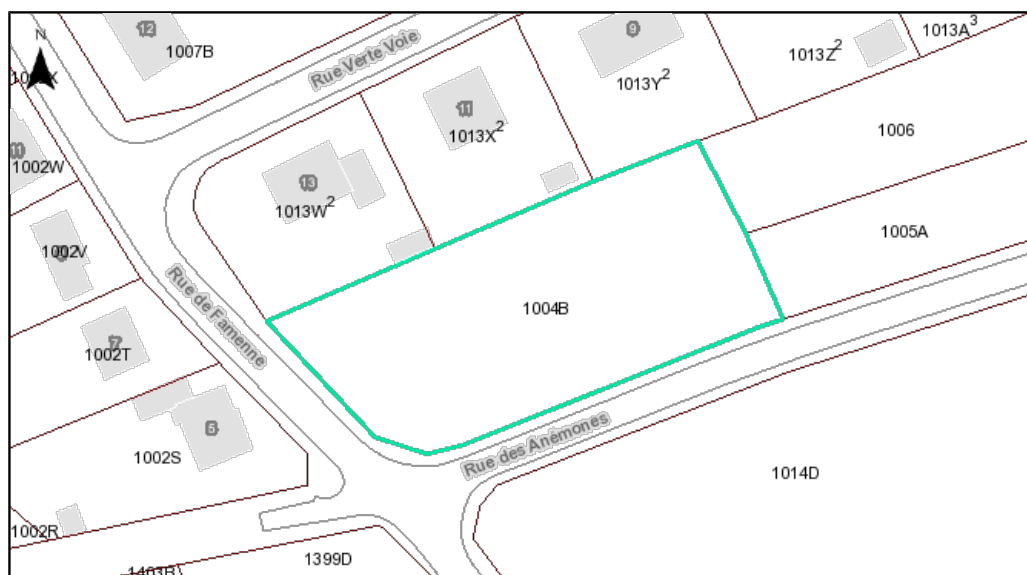 12
1007B
Rue Verte Voie
9
1013Y²
1013Z²
1013A³
N
11
1002W
11
1013X²
1006
13
1013W²
1002V
1005A
Rue de Famenne
1004B
7
1002T
5
1002S
Rue des Anémones
1014D
1002R
1399D
1403B